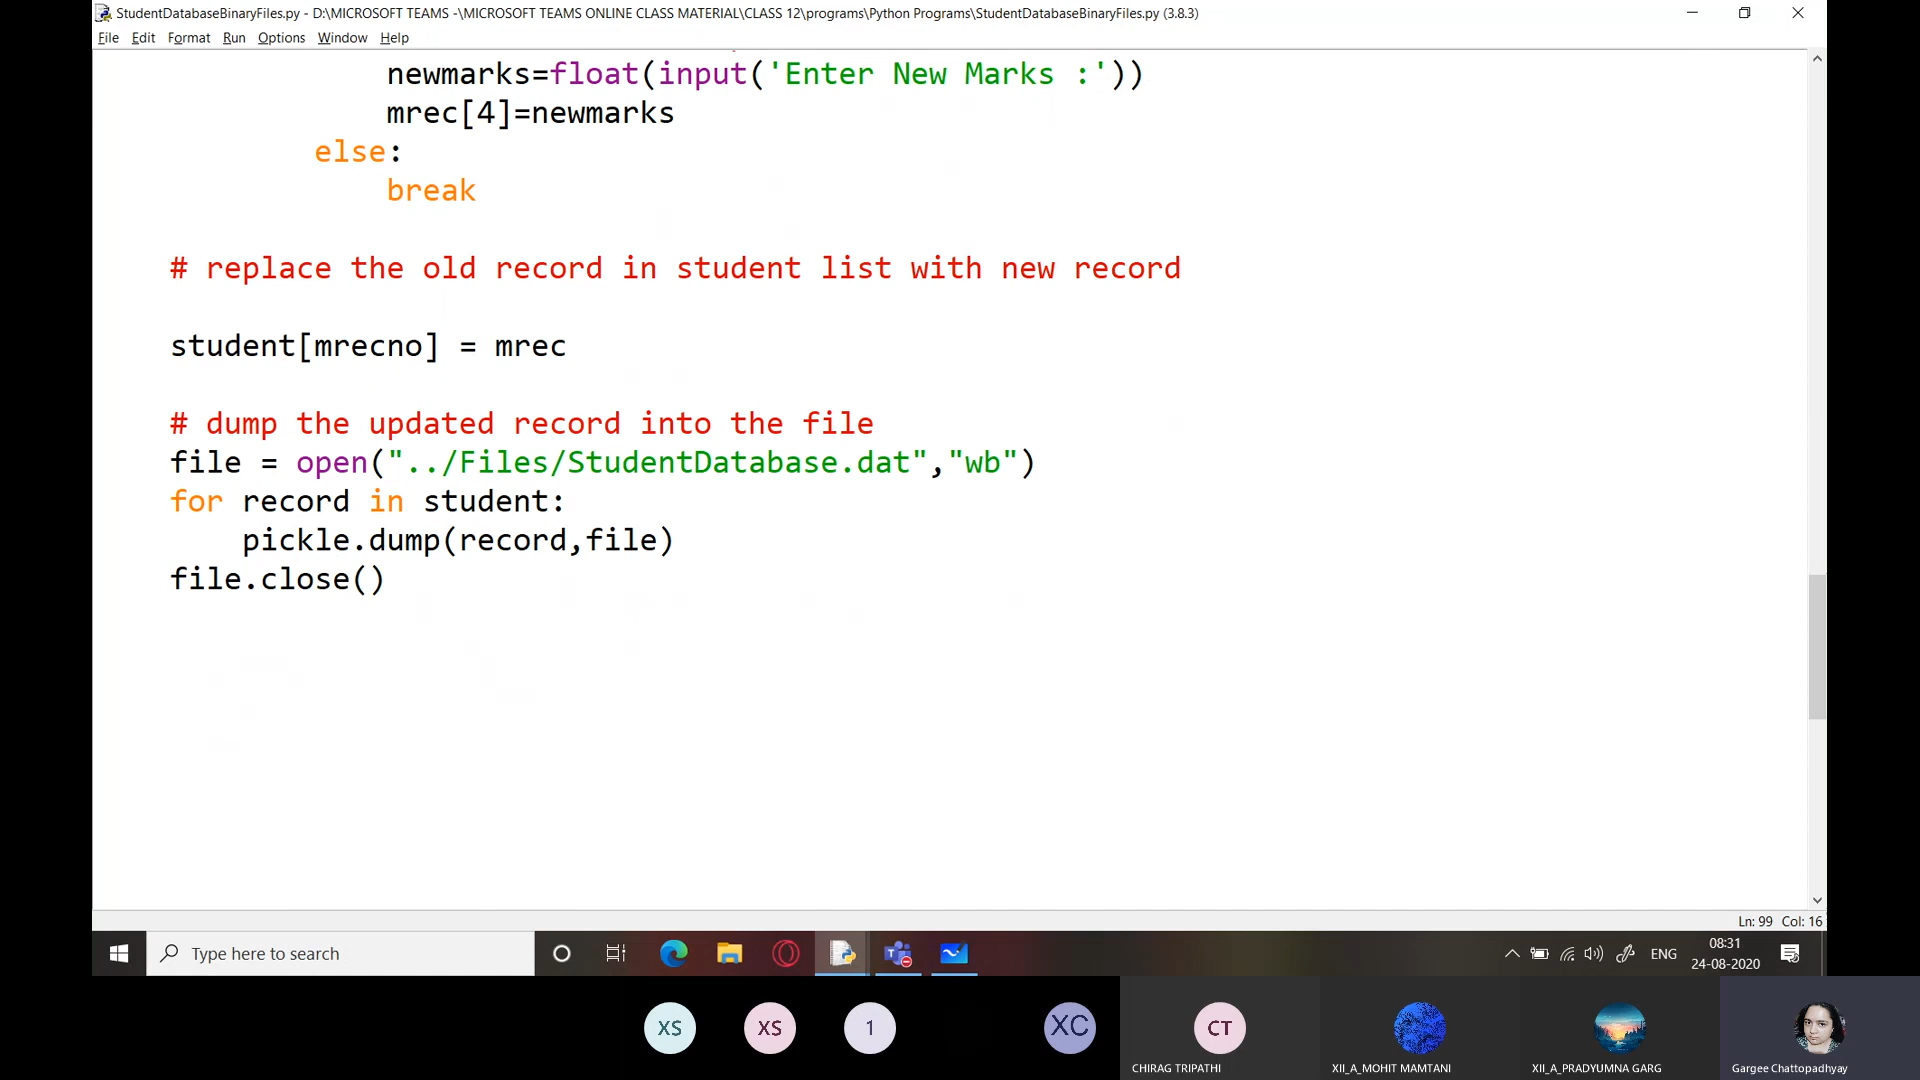 StudentDatabaseBinaryFiles.py - D:\MICROSOFT TEAMS -\MICROSOFT TEAMS ONLINE CLASS MATERIAL\CLASS 12\programs\Python Programs\StudentDatabaseBinaryFiles.py (3.8.3)
File Edit Format Run Options Window Help
newmarks=float(input('Enter New Marks :'))
mrec[4]=newmarks
else:
break
# replace the old record in student list with new record
student[mrecno] = mrec
# dump the updated record into the file
file = open("../Files/StudentDatabase.dat","wb")
for record in student:
pickle.dump(record,file)
file.close()
Ln: 99 Col: 16
Type here to search
ENG
08:31
24-08-2020
XS XS 1 XC CT
CHIRAG TRIPATHI XII_A_MOHIT MAMTANI XII_A_PRADYUMNA GARG Gargee Chattopadhyay